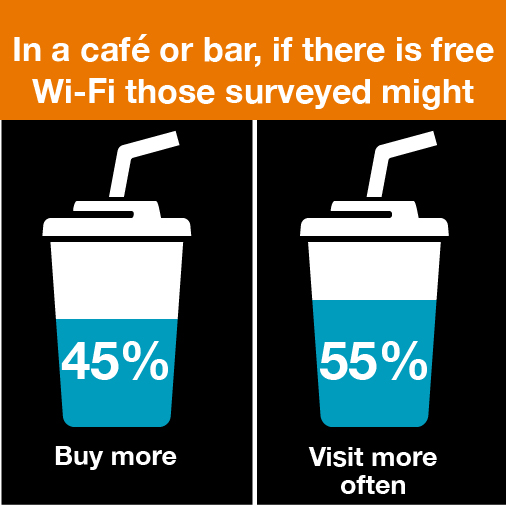 In a café or bar, if there is free
Wi-Fi those surveyed might
45%
Buy more
55%
Visit more
often